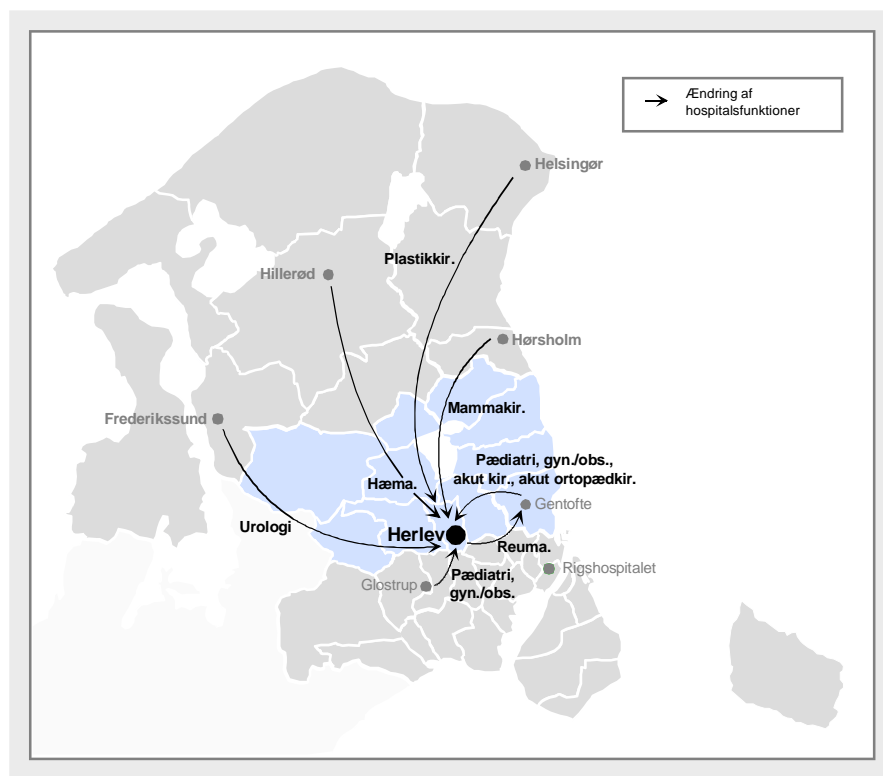 Ændring af
hospitalsfunktioner
Helsingør
Plastikkir.
Hillerød
Hørsholm
Mammakir.
Frederikssund
Pædiatri, gyn./obs.,
akut kir., akut ortopædkir.
Hæma.
Gentofte
Urologi
Herlev
Reuma.
Rigshospitalet
Glostrup
Pædiatri,
gyn./obs.